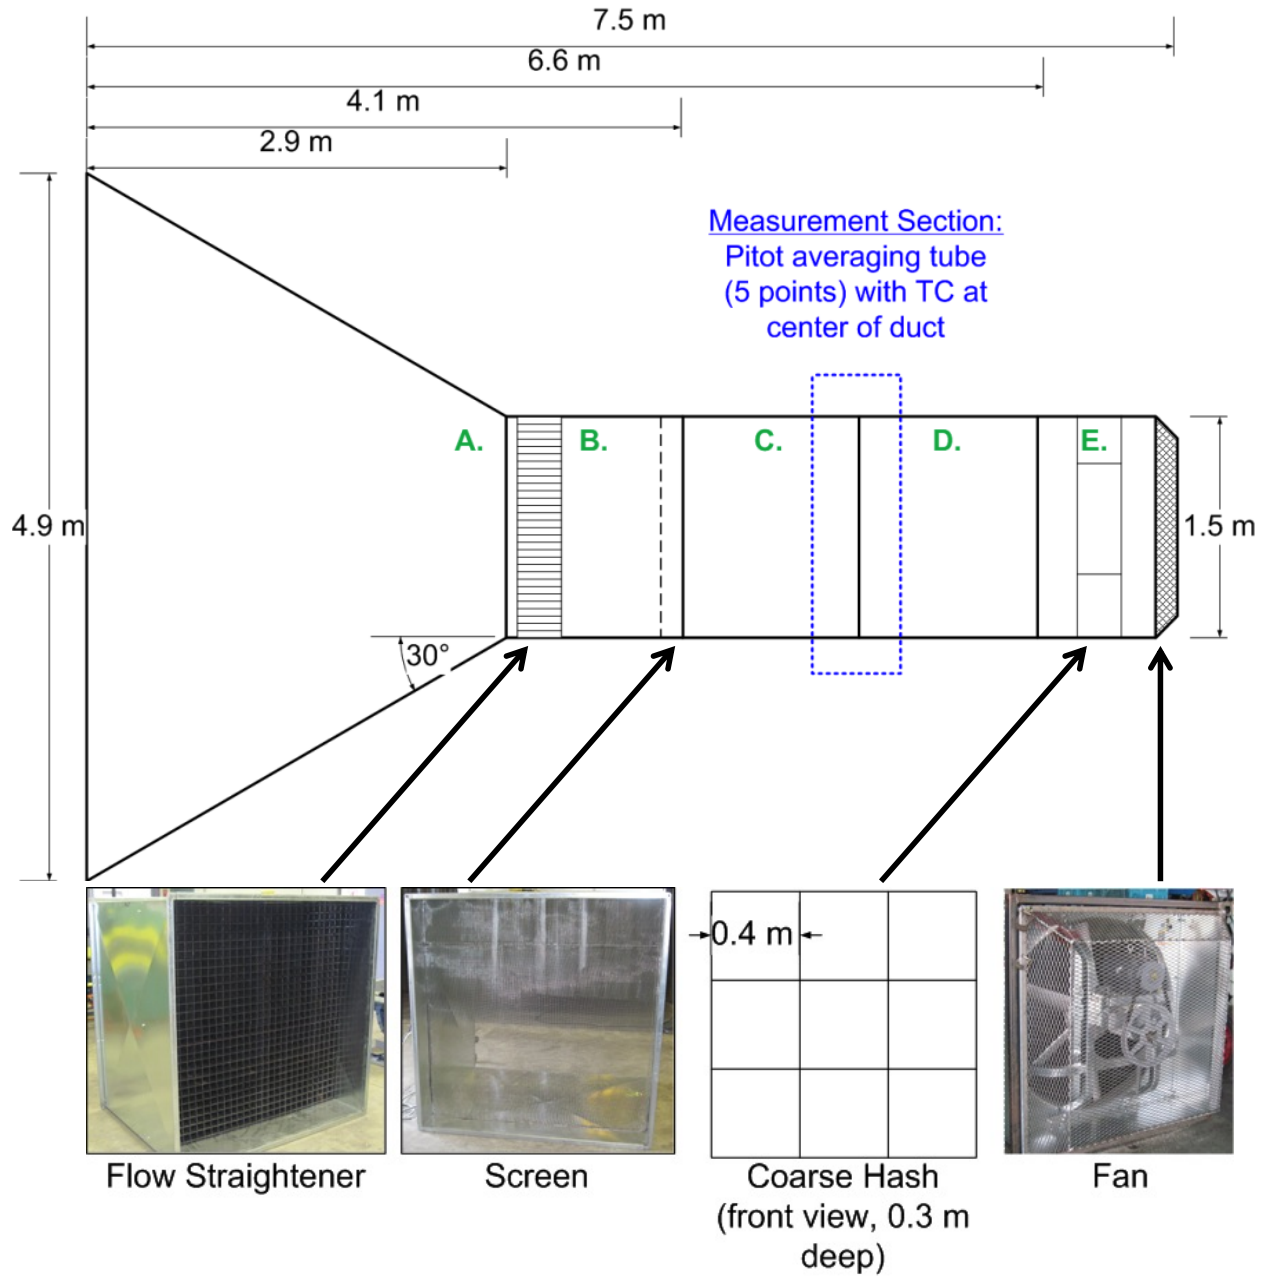 7.5 m
6.6 m
4.1 m
2.9 m
Measurement Section:
Pitot averaging tube
(5 points) with TC at
center of duct
A.
B.
C.
D.
E.
4.9 m
1.5 m
30°
0.4 m
Flow Straightener
Screen
Coarse Hash
(front view, 0.3 m
deep)
Fan